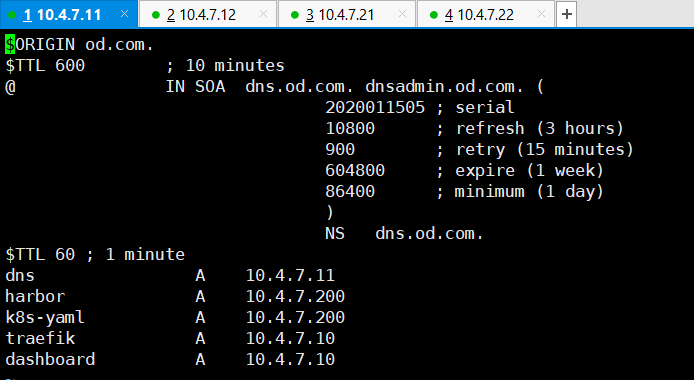 1 10.4.7.11 × 2 10.4.7.12 × 3 10.4.7.21 × 4 10.4.7.22 × +
$ORIGIN od.com.
$TTL 600        ; 10 minutes
@               IN SOA  dns.od.com. dnsadmin.od.com. (
                                2020011505 ; serial
                                10800      ; refresh (3 hours)
                                900        ; retry (15 minutes)
                                604800     ; expire (1 week)
                                86400      ; minimum (1 day)
                                )
                                NS   dns.od.com.
$TTL 60 ; 1 minute
dns                A    10.4.7.11
harbor             A    10.4.7.200
k8s-yaml           A    10.4.7.200
traefik            A    10.4.7.10
dashboard          A    10.4.7.10
~